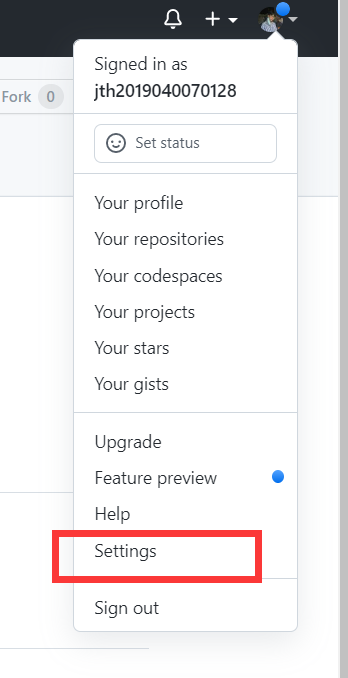 Fork 0
Signed in as
jth2019040070128
Set status
Your profile
Your repositories
Your codespaces
Your projects
Your stars
Your gists
Upgrade
Feature preview
Help
Settings
Sign out